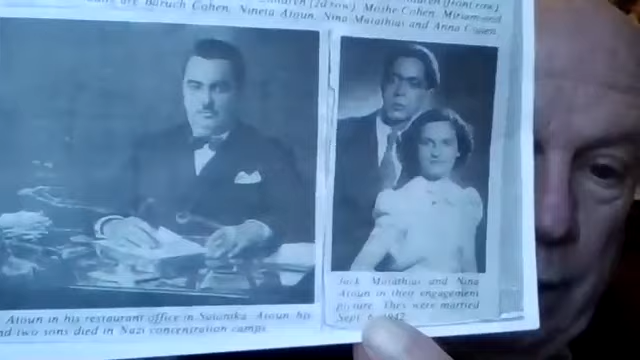 Baruch Cohen, Nineta Atoun, Nina Matathias and Anna Cohen.
Jack Matathias and Nina
Atoun in their engagement
picture. They were married
Sept. 6, 1942.
Atoun in his restaurant office in Salonika. Atoun his
nd two sons died in Nazi concentration camps.